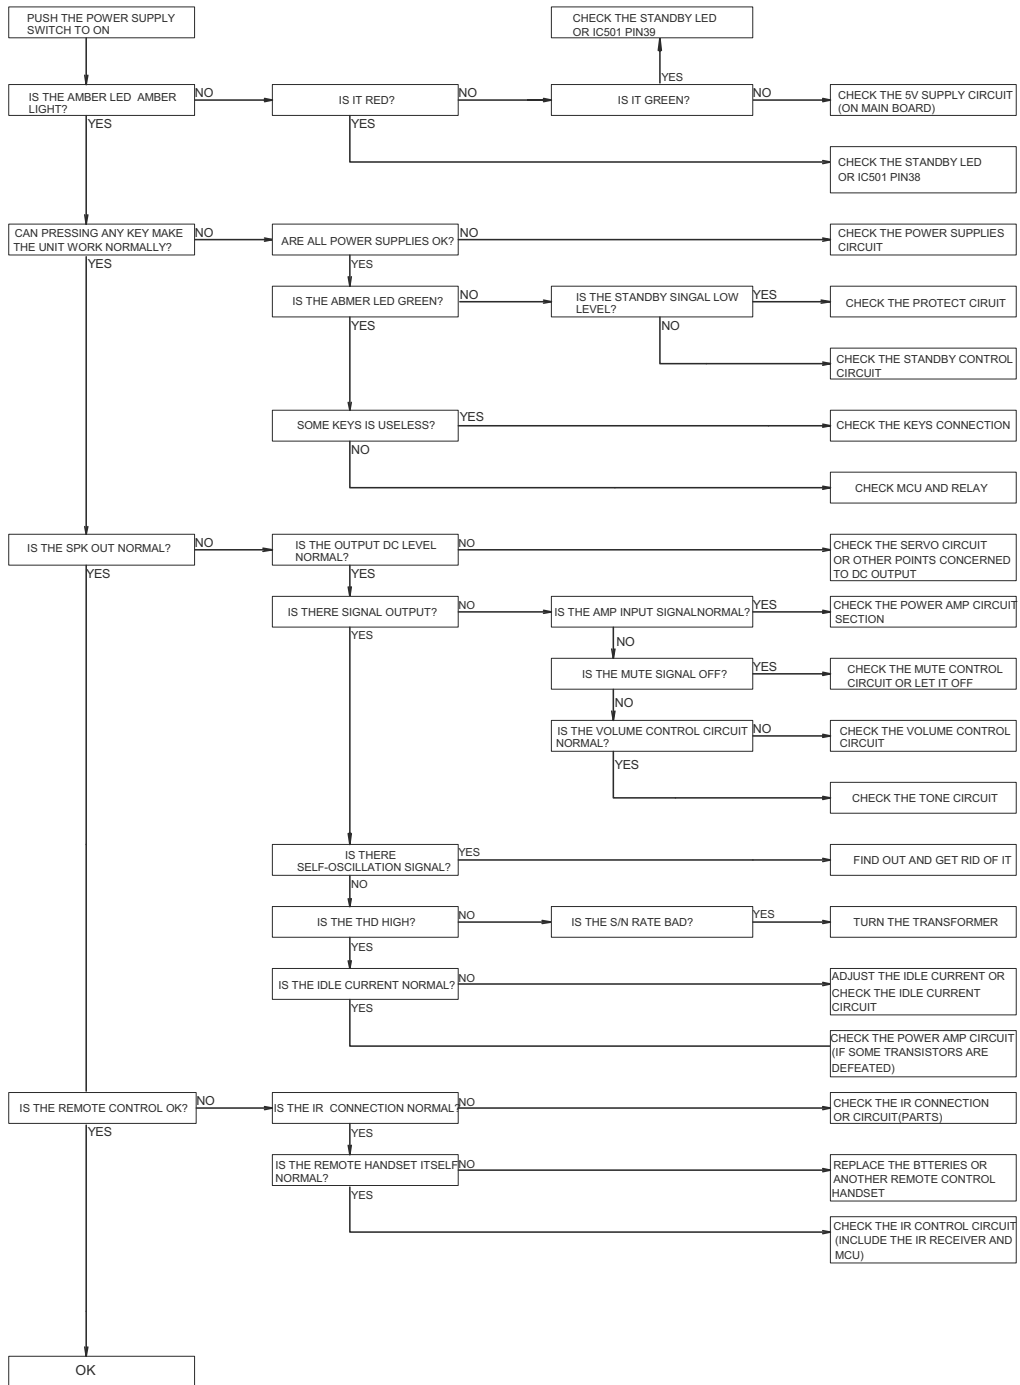 PUSH THE POWER SUPPLY
SWITCH TO ON
CHECK THE STANDBY LED
OR IC501 PIN39
YES
IS THE AMBER LED AMBER
LIGHT?
NO
IS IT RED?
NO
IS IT GREEN?
NO
CHECK THE 5V SUPPLY CIRCUIT
(ON MAIN BOARD)
YES
YES
CHECK THE STANDBY LED
OR IC501 PIN38
CAN PRESSING ANY KEY MAKE
THE UNIT WORK NORMALLY?
NO
ARE ALL POWER SUPPLIES OK?
NO
CHECK THE POWER SUPPLIES
CIRCUIT
YES
YES
IS THE ABMER LED GREEN?
NO
IS THE STANDBY SINGAL LOW
LEVEL?
YES
CHECK THE PROTECT CIRUIT
YES
NO
CHECK THE STANDBY CONTROL
CIRCUIT
SOME KEYS IS USELESS?
YES
CHECK THE KEYS CONNECTION
NO
CHECK MCU AND RELAY
IS THE SPK OUT NORMAL?
NO
IS THE OUTPUT DC LEVEL
NORMAL?
NO
CHECK THE SERVO CIRCUIT
OR OTHER POINTS CONCERNED
TO DC OUTPUT
YES
YES
IS THERE SIGNAL OUTPUT?
NO
IS THE AMP INPUT SIGNALNORMAL?
YES
CHECK THE POWER AMP CIRCUIT
SECTION
YES
NO
IS THE MUTE SIGNAL OFF?
YES
CHECK THE MUTE CONTROL
CIRCUIT OR LET IT OFF
NO
IS THE VOLUME CONTROL CIRCUIT
NORMAL?
NO
CHECK THE VOLUME CONTROL
CIRCUIT
YES
CHECK THE TONE CIRCUIT
IS THERE
SELF-OSCILLATION SIGNAL?
YES
FIND OUT AND GET RID OF IT
NO
IS THE THD HIGH?
NO
IS THE S/N RATE BAD?
YES
TURN THE TRANSFORMER
YES
IS THE IDLE CURRENT NORMAL?
NO
ADJUST THE IDLE CURRENT OR
CHECK THE IDLE CURRENT
CIRCUIT
YES
CHECK THE POWER AMP CIRCUIT
(IF SOME TRANSISTORS ARE
DEFEATED)
IS THE REMOTE CONTROL OK?
NO
IS THE IR CONNECTION NORMAL?
NO
CHECK THE IR CONNECTION
OR CIRCUIT(PARTS)
YES
YES
IS THE REMOTE HANDSET ITSELF
NORMAL?
NO
REPLACE THE BTTERIES OR
ANOTHER REMOTE CONTROL
HANDSET
YES
CHECK THE IR CONTROL CIRCUIT
(INCLUDE THE IR RECEIVER AND
MCU)
OK